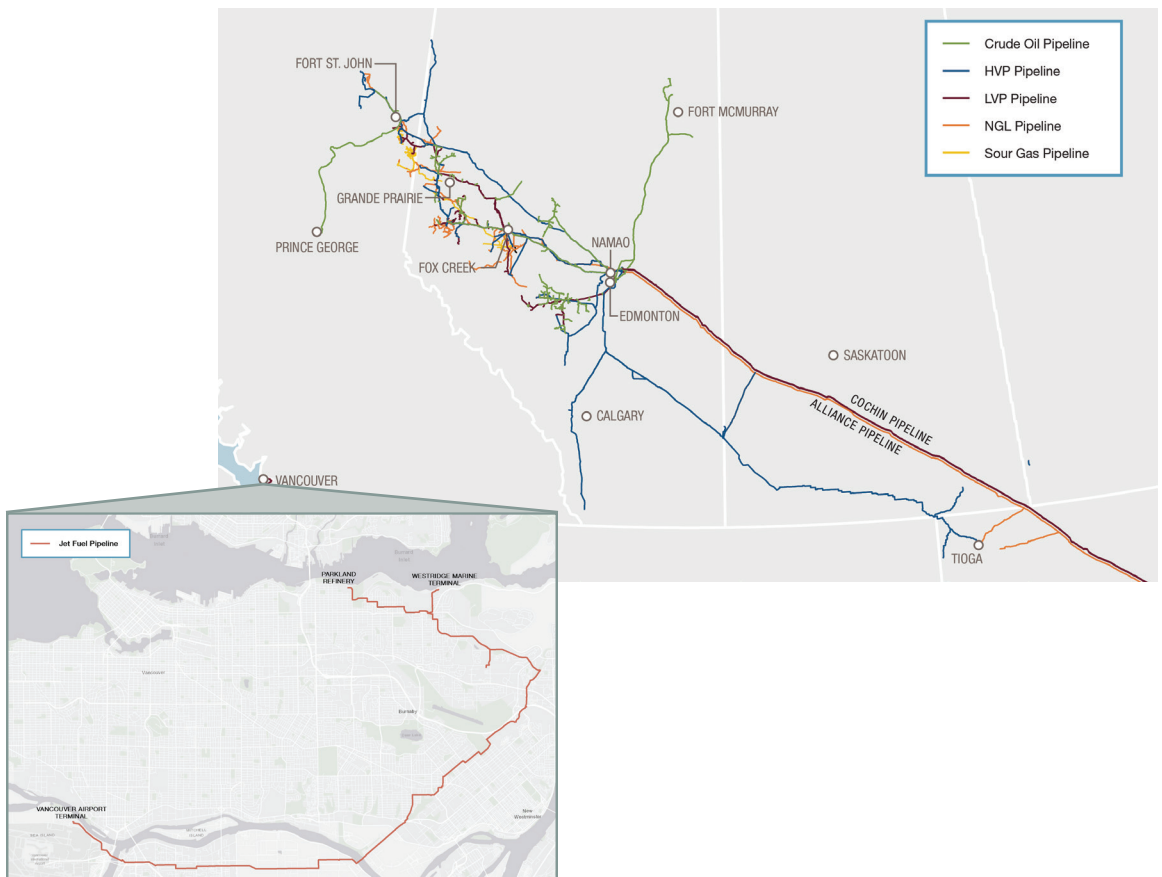 Crude Oil Pipeline
HVP Pipeline
LVP Pipeline
NGL Pipeline
Sour Gas Pipeline
FORT ST. JOHN
FORT MCMURRAY
GRANDE PRAIRIE
PRINCE GEORGE
NAMAO
FOX CREEK
EDMONTON
SASKATOON
COCHIN PIPELINE
ALLIANCE PIPELINE
CALGARY
VANCOUVER
TIOGA
Jet Fuel Pipeline
PARKLAND
REFINERY
WESTRIDGE MARINE
TERMINAL
Vancouver
Burnaby
VANCOUVER AIRPORT
TERMINAL
New
Westminster